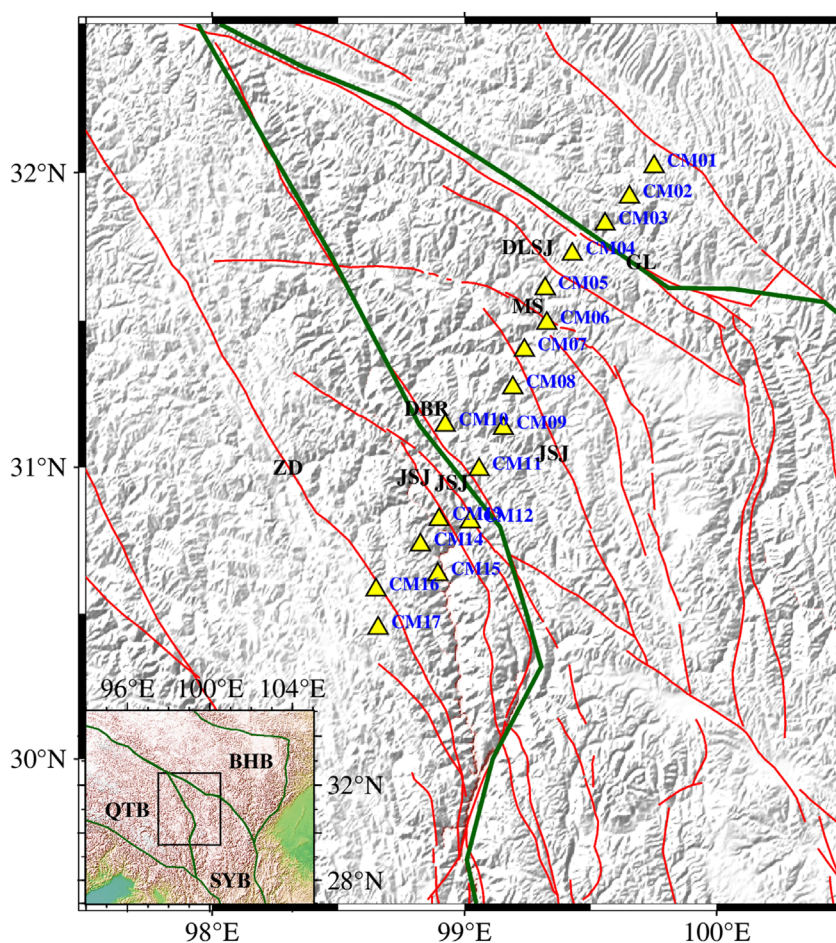 32°N
31°N
30°N
98°E
99°E
100°E
CM01
CM02
CM03
CM04
CM05
CM06
CM07
CM08
CM09
CM10
CM11
CM12
CM13
CM14
CM15
CM16
CM17
DLSJ
GL
MS
DBR
JSJ
ZD
JSJ
JSJ
96°E
100°E
104°E
32°N
28°N
BHB
QTB
SYB